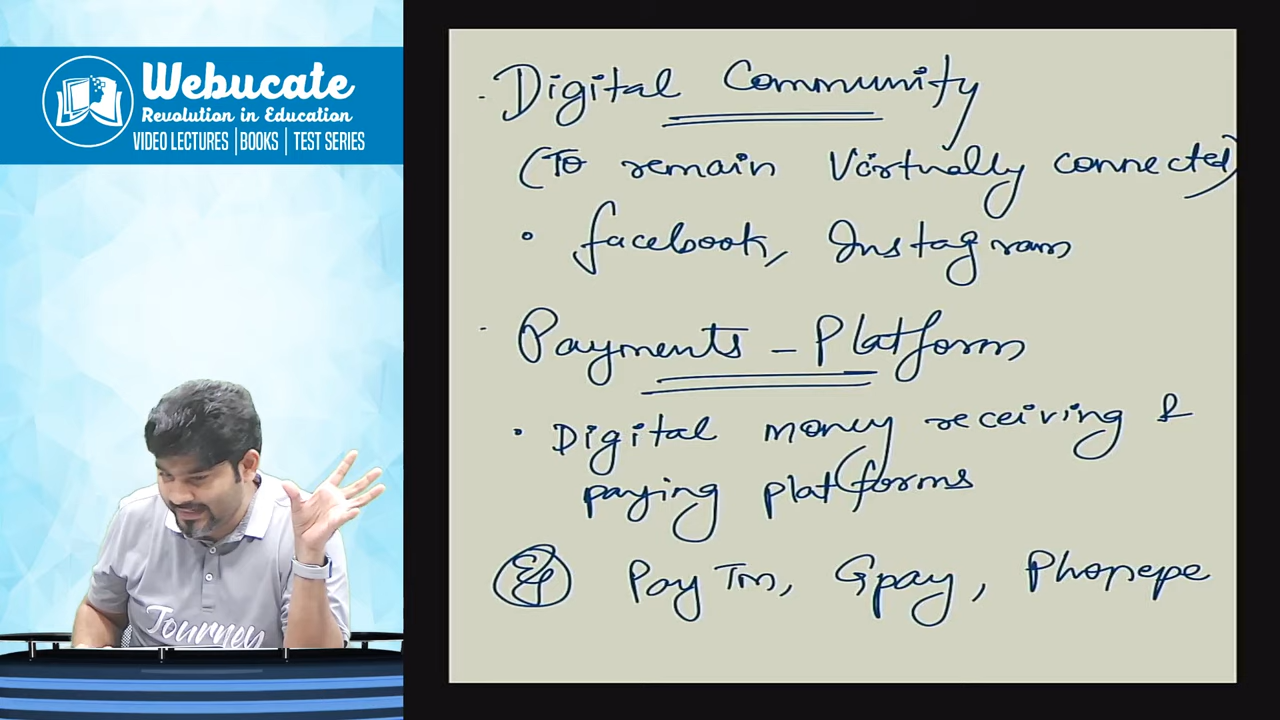 Webucate
Revolution in Education
VIDEO LECTURES | BOOKS | TEST SERIES
Digital Community
(To remain Virtually connected)
• facebook, Instagram
Payments - Platform
• Digital money receiving &
paying platforms
Eg PayTm, Gpay, Phonepe
Journey